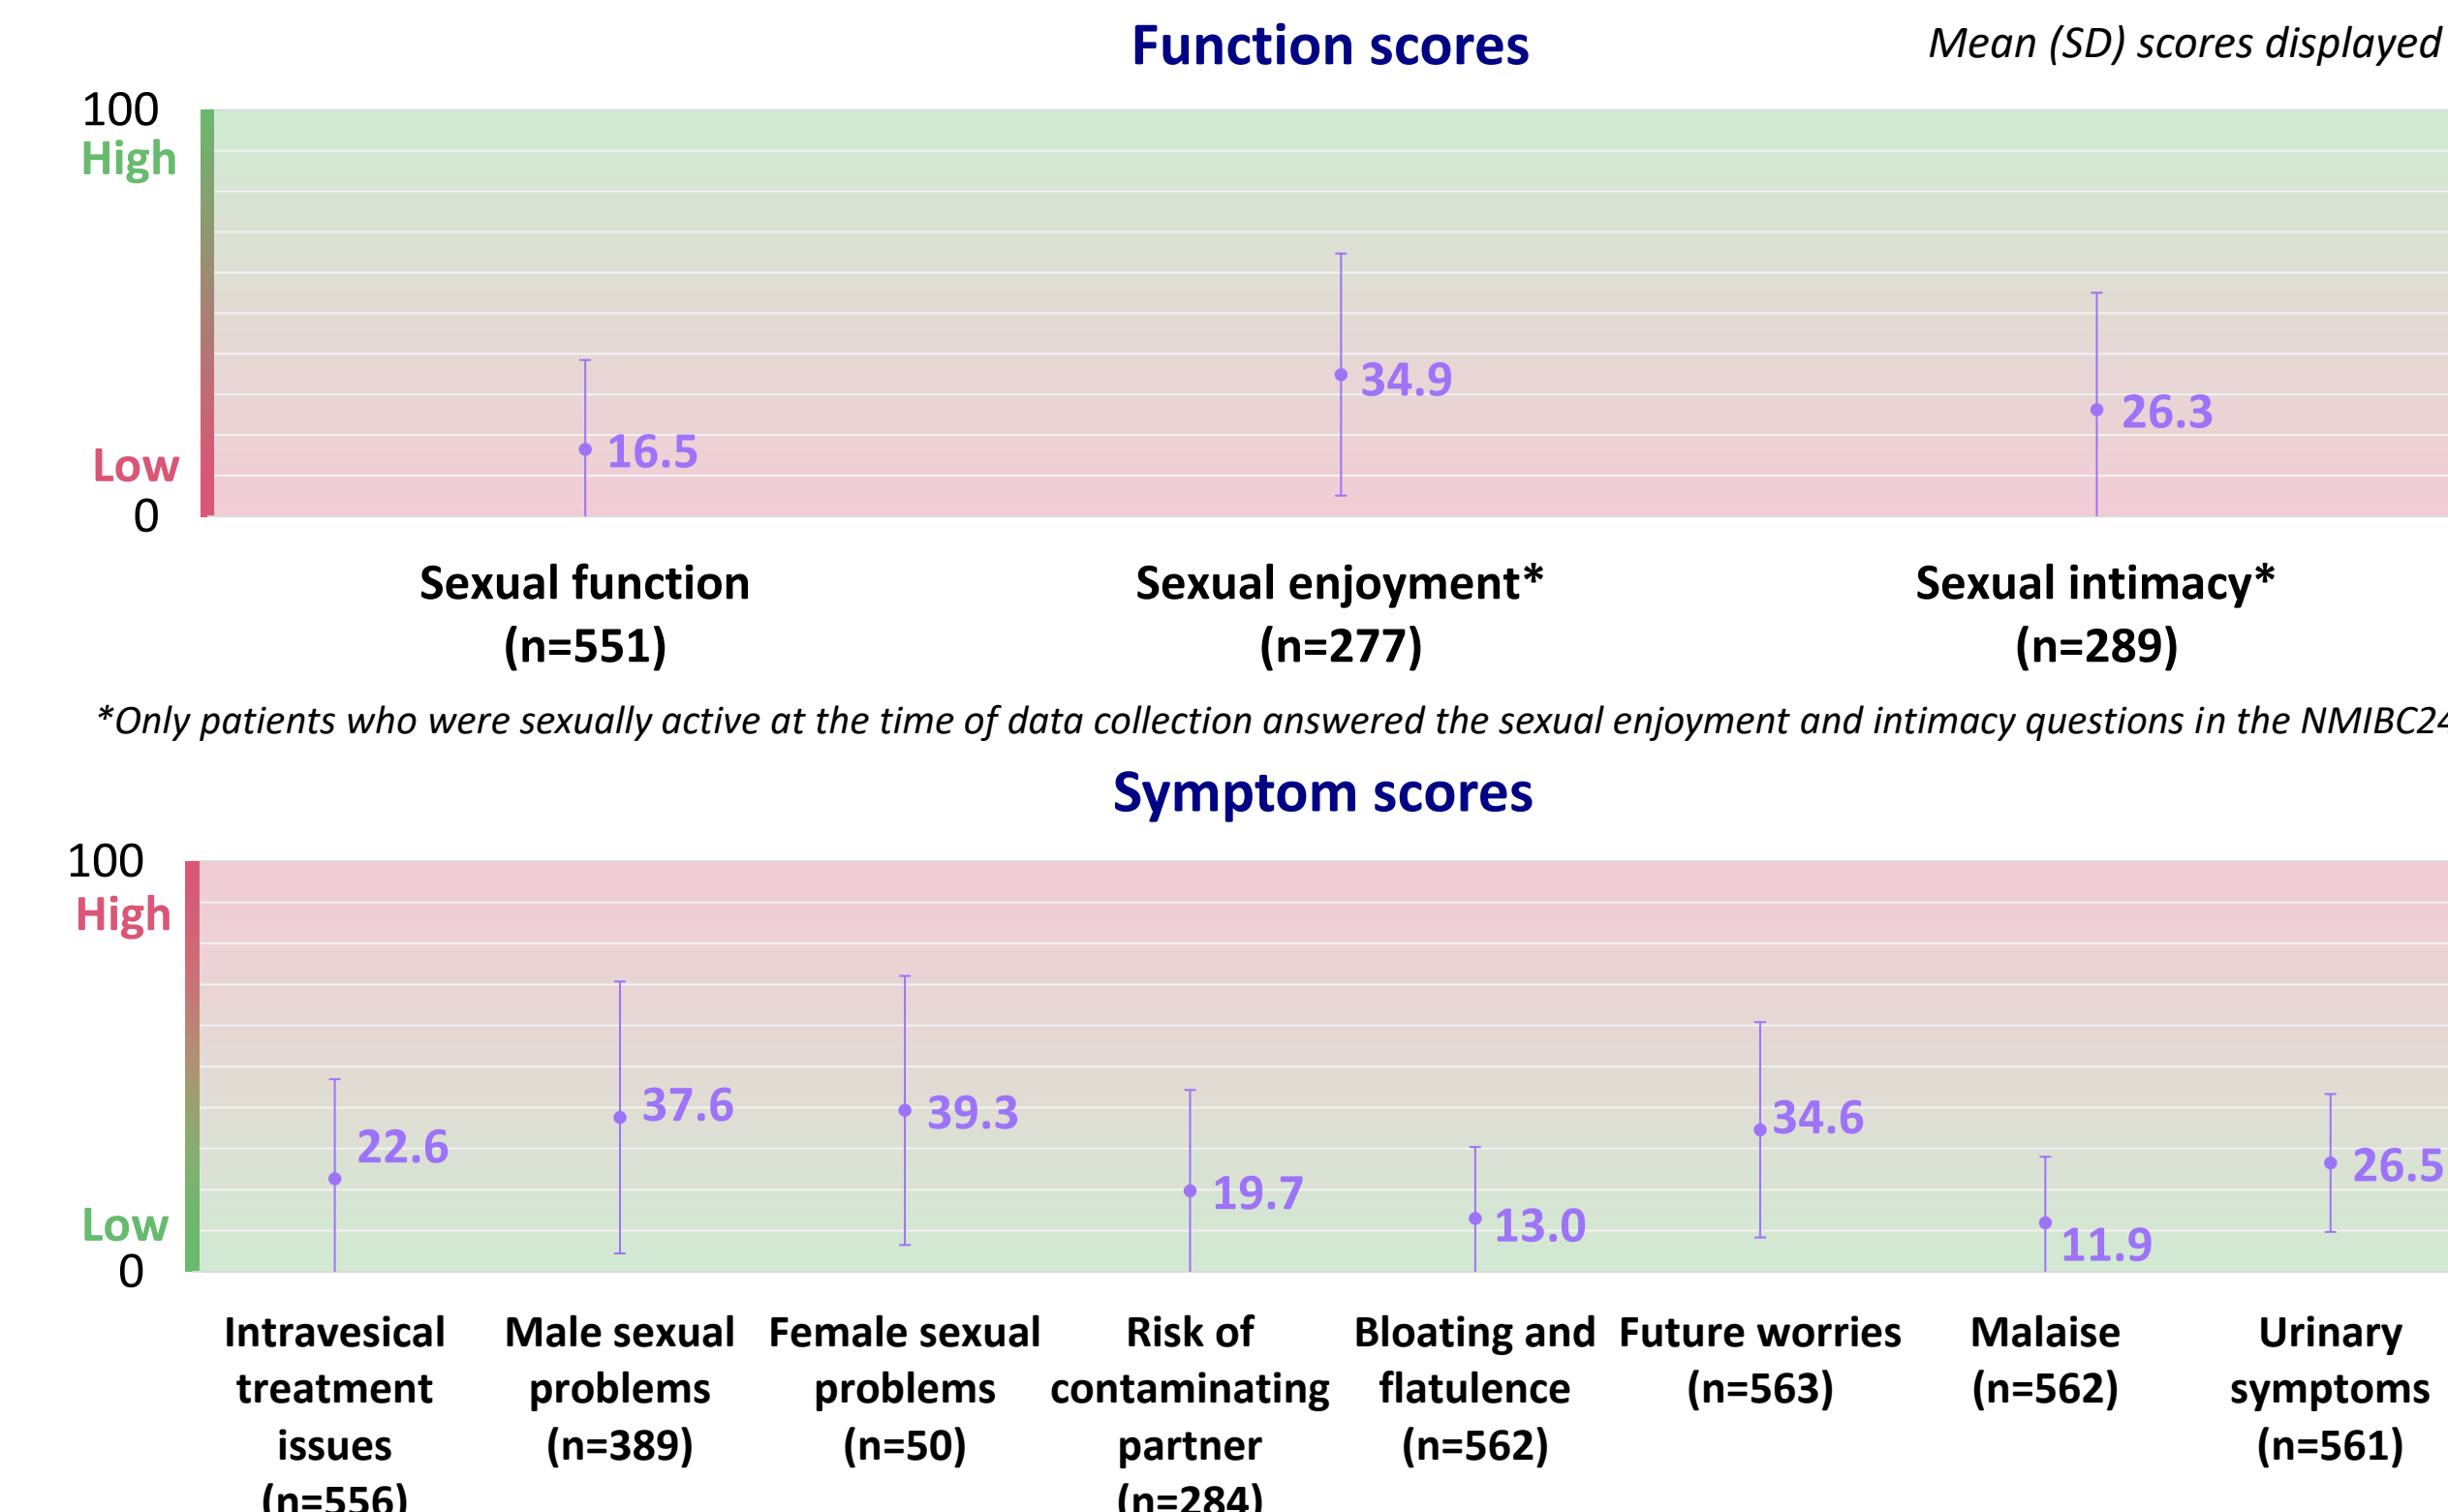 Function scores
Mean (SD) scores displayed
100
High
Low
0
16.5
34.9
26.3
Sexual function
(n=551)
Sexual enjoyment*
(n=277)
Sexual intimacy*
(n=289)
*Only patients who were sexually active at the time of data collection answered the sexual enjoyment and intimacy questions in the NMIBC24
Symptom scores
100
High
Low
0
22.6
37.6
39.3
19.7
13.0
34.6
11.9
26.5
Intravesical
treatment
issues
(n=556)
Male sexual
problems
(n=389)
Female sexual
problems
(n=50)
Risk of
contaminating
partner
(n=284)
Bloating and
flatulence
(n=562)
Future worries
(n=563)
Malaise
(n=562)
Urinary
symptoms
(n=561)